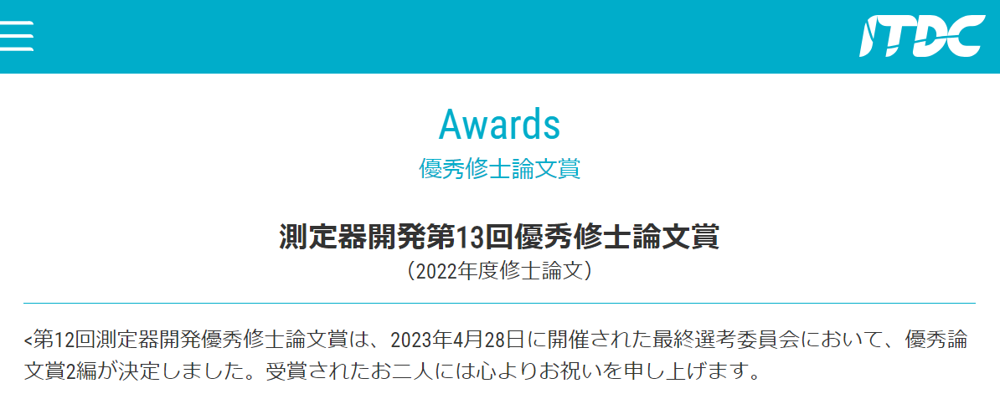 ITDC
Awards
優秀修士論文賞
測定器開発第13回優秀修士論文賞
（2022年度修士論文）
<第12回測定器開発優秀修士論文賞は、2023年4月28日に開催された最終選考委員会において、優秀論
文賞2編が決定しました。受賞されたお二人には心よりお祝いを申し上げます。